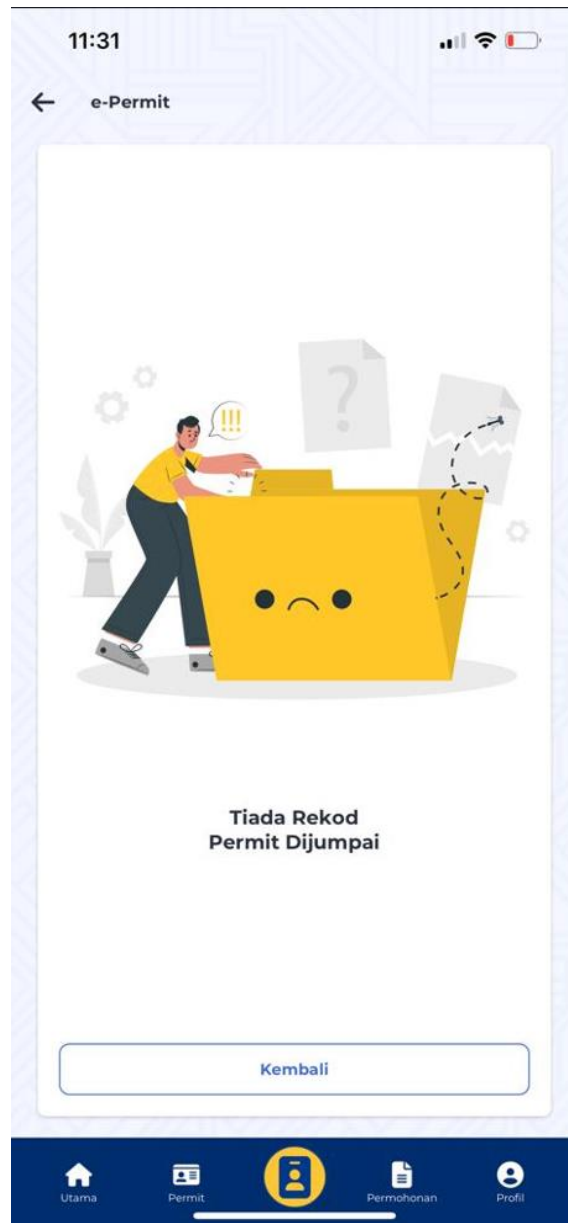 11:31
e-Permit
?
!!!
Tiada Rekod
Permit Dijumpai
Kembali
Utama
Permit
Permohonan
Profil